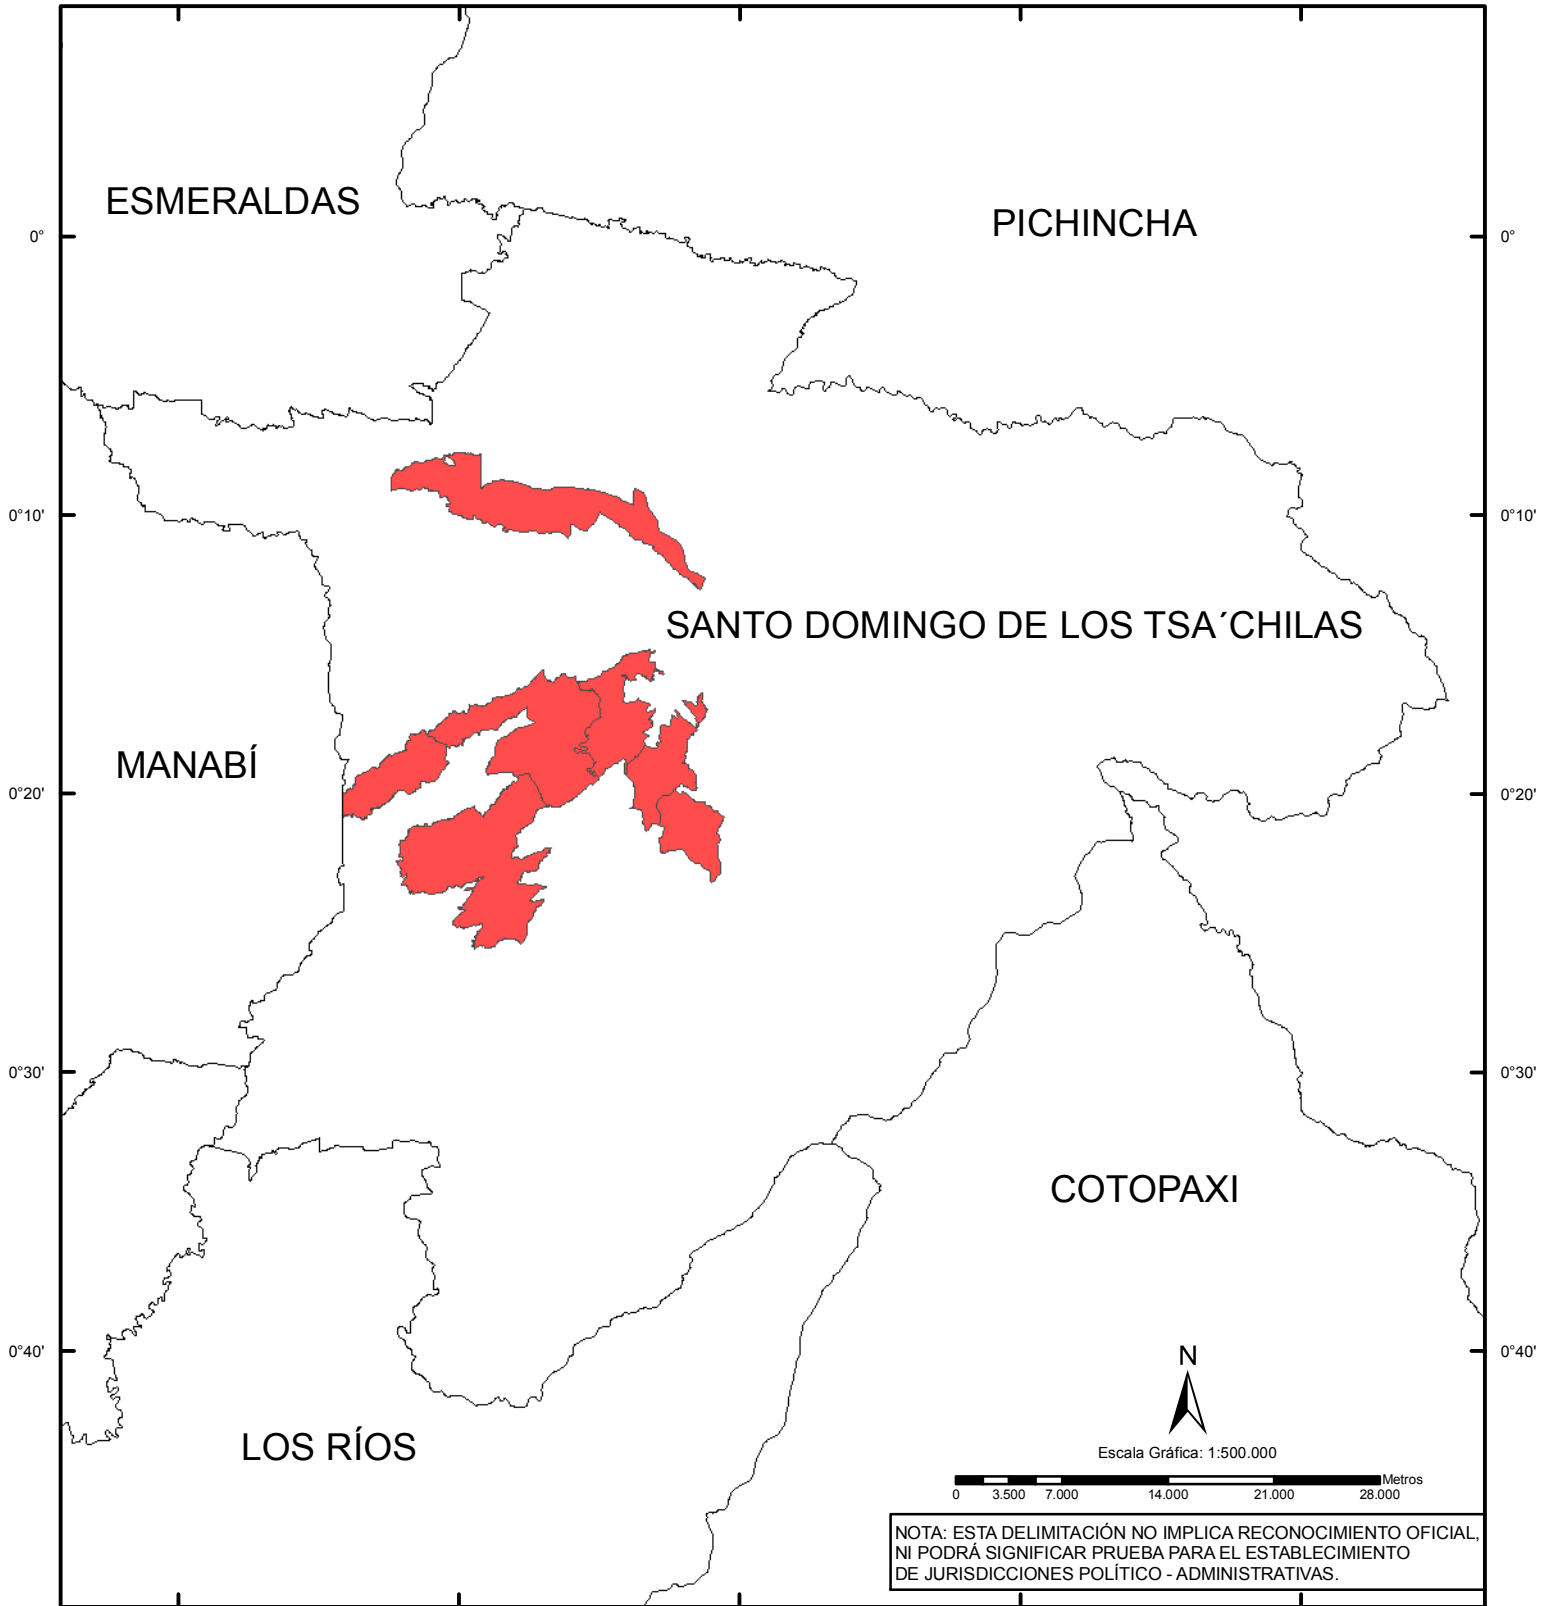 ESMERALDAS
PICHINCHA
0°
0°
0°10'
0°10'
SANTO DOMINGO DE LOS TSA´CHILAS
MANABÍ
0°20'
0°20'
0°30'
0°30'
COTOPAXI
0°40'
0°40'
N
LOS RÍOS
Escala Gráfica: 1:500.000
Metros
0 3.500 7.000 14.000 21.000 28.000
NOTA: ESTA DELIMITACIÓN NO IMPLICA RECONOCIMIENTO OFICIAL,
NI PODRÁ SIGNIFICAR PRUEBA PARA EL ESTABLECIMIENTO
DE JURISDICCIONES POLÍTICO - ADMINISTRATIVAS.